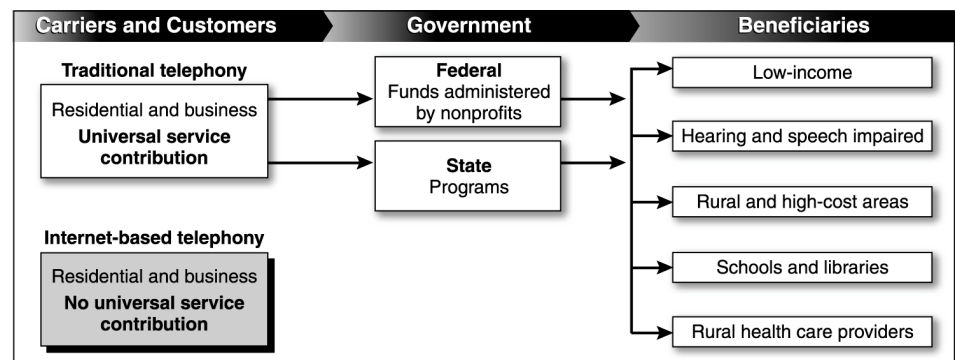 Carriers and Customers
Government
Beneficiaries
Traditional telephony
Residential and business
Universal service
contribution
Internet-based telephony
Residential and business
No universal service
contribution
Federal
Funds administered
by nonprofits
State
Programs
Low-income
Hearing and speech impaired
Rural and high-cost areas
Schools and libraries
Rural health care providers